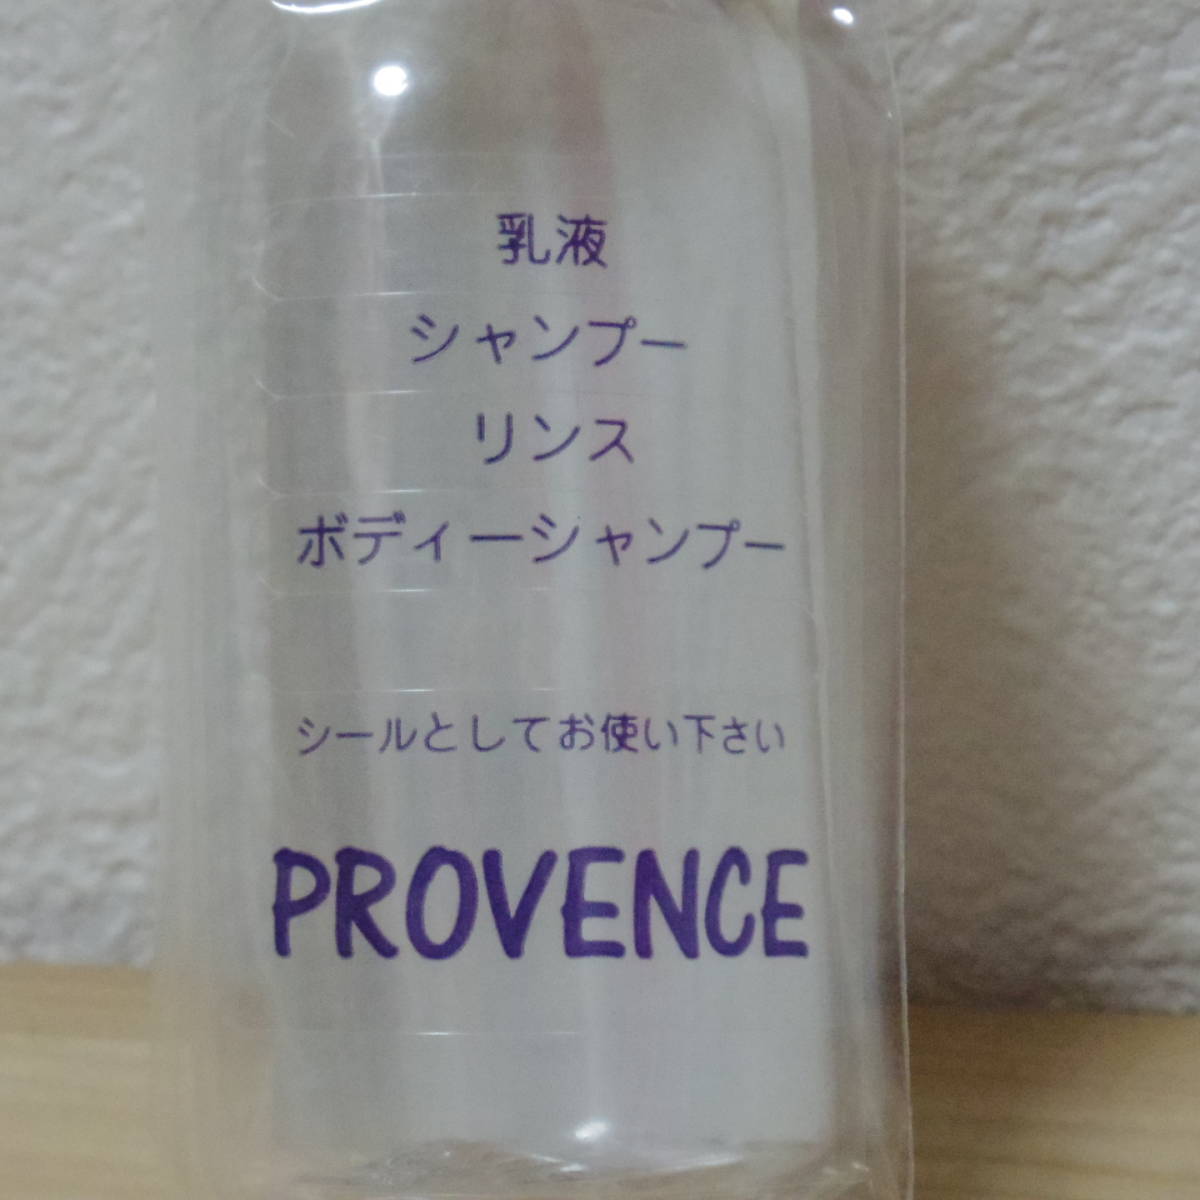 乳液
シャンプー
リンス
ボディーシャンプー
シールとしてお使い下さい
PROVENCE